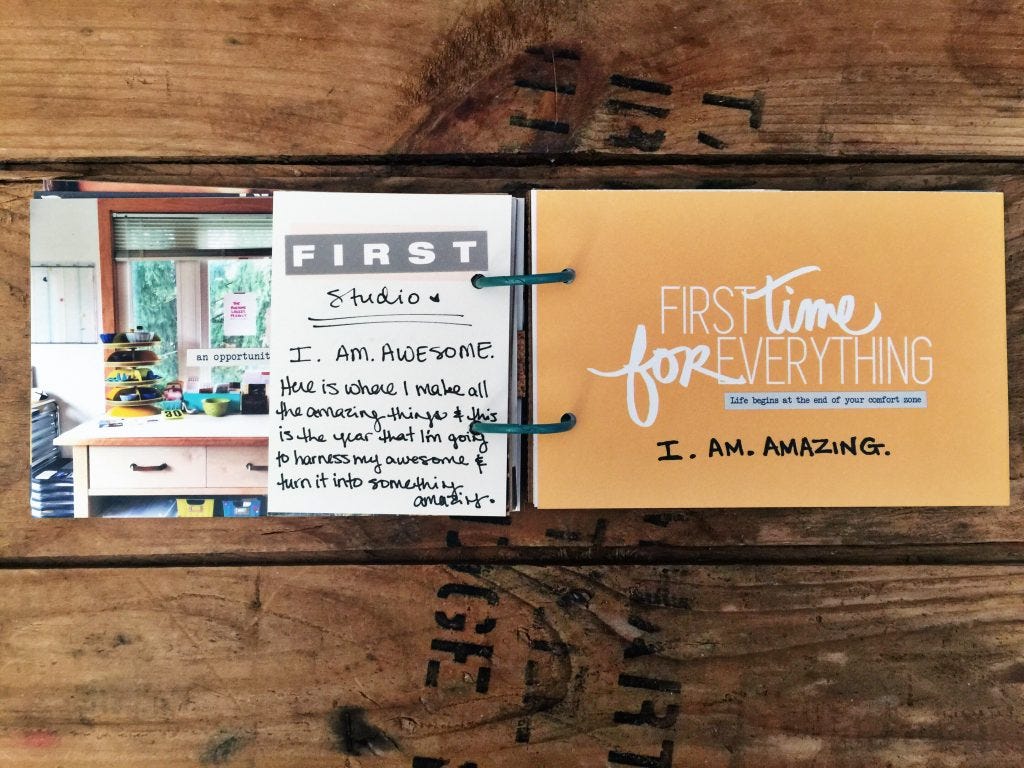 an opportunit
FIRST
Studio
I. AM. AWESOME.
Here is where I make all
the amazing things & this
is the year that I'm going
to harness my awesome &
turn it into something
amazing.
FIRST time
for EVERYTHING
Life begins at the end of your comfort zone
I. AM. AMAZING.